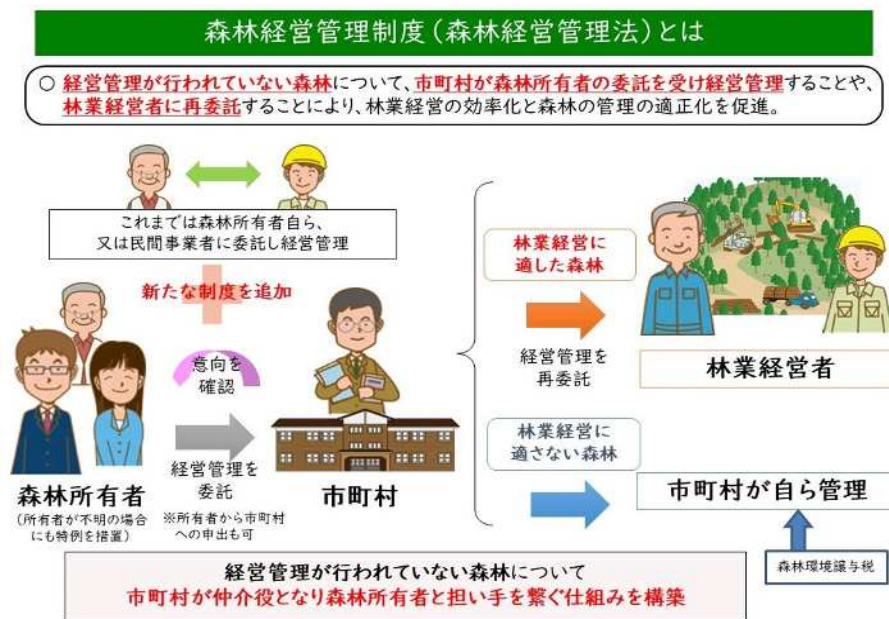 森林経営管理制度(森林経営管理法)とは
○ 経営管理が行われていない森林について、市町村が森林所有者の委託を受け経営管理することや、
林業経営者に再委託することにより、林業経営の効率化と森林の管理の適正化を促進。
これまでは森林所有者自ら、
又は民間事業者に委託し経営管理
新たな制度を追加
意向を
確認
経営管理を
委託
※所有者から市町村
への申出も可
森林所有者
(所有者が不明の場合
にも特例を措置)
市町村
林業経営に
適した森林
経営管理を
再委託
林業経営者
林業経営に
適さない森林
市町村が自ら管理
森林環境譲与税
経営管理が行われていない森林について
市町村が仲介役となり森林所有者と担い手を繋ぐ仕組みを構築